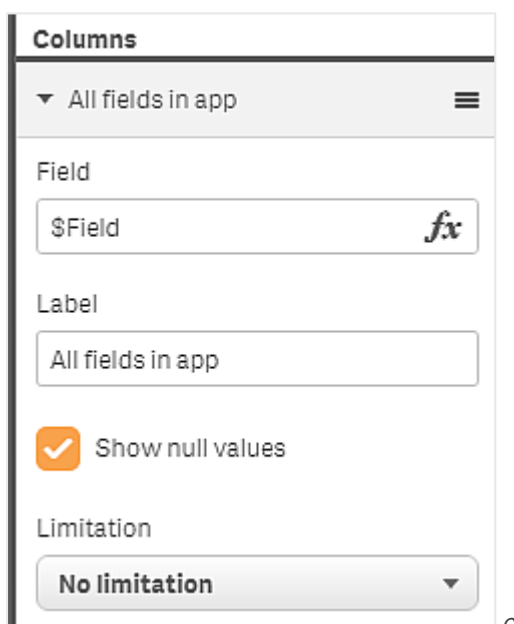 Columns
All fields in app
Field
$Field fx
Label
All fields in app
Show null values
Limitation
No limitation